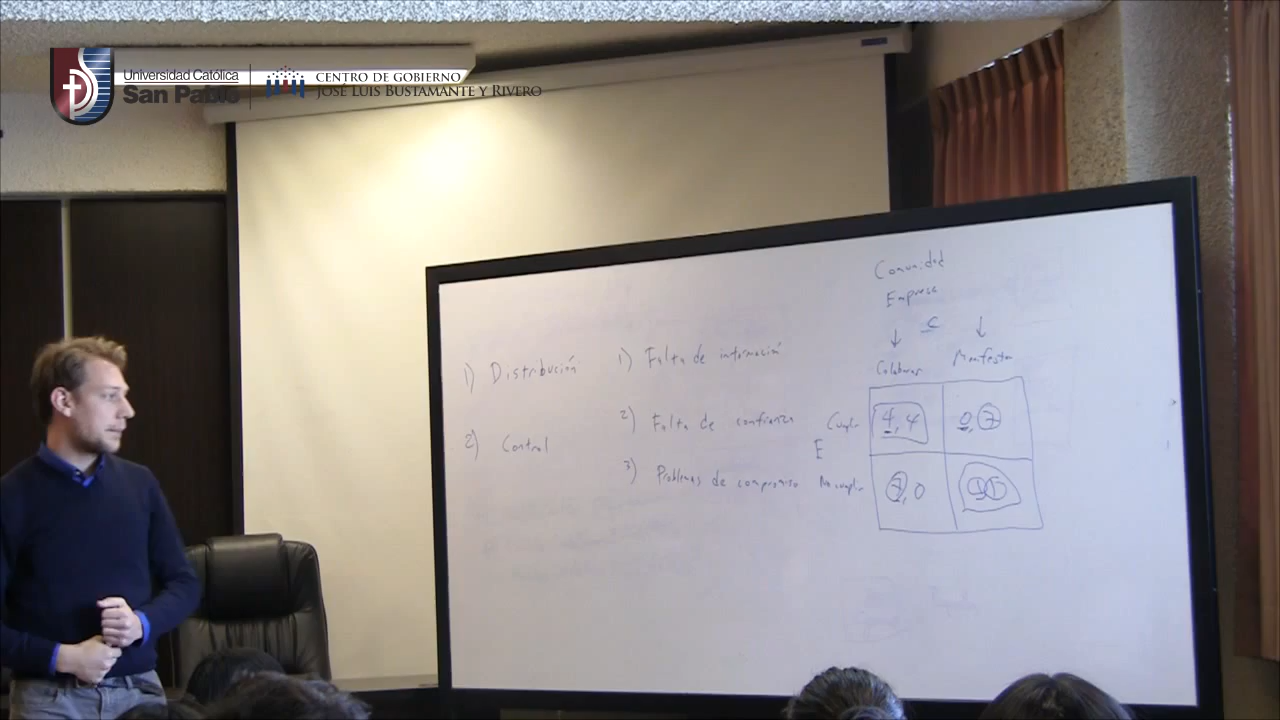 Universidad Católica
San Pablo
CENTRO DE GOBIERNO
JOSÉ LUIS BUSTAMANTE Y RIVERO
1) Distribución
2) Control
1) Falta de información
2) Falta de confianza
3) Problemas de compromiso
Comunidad
Empresa
C
↓ ↓
Colaborar Manifestar
E
Cumplir 4, 4 0, 7
No cumplir 7, 0